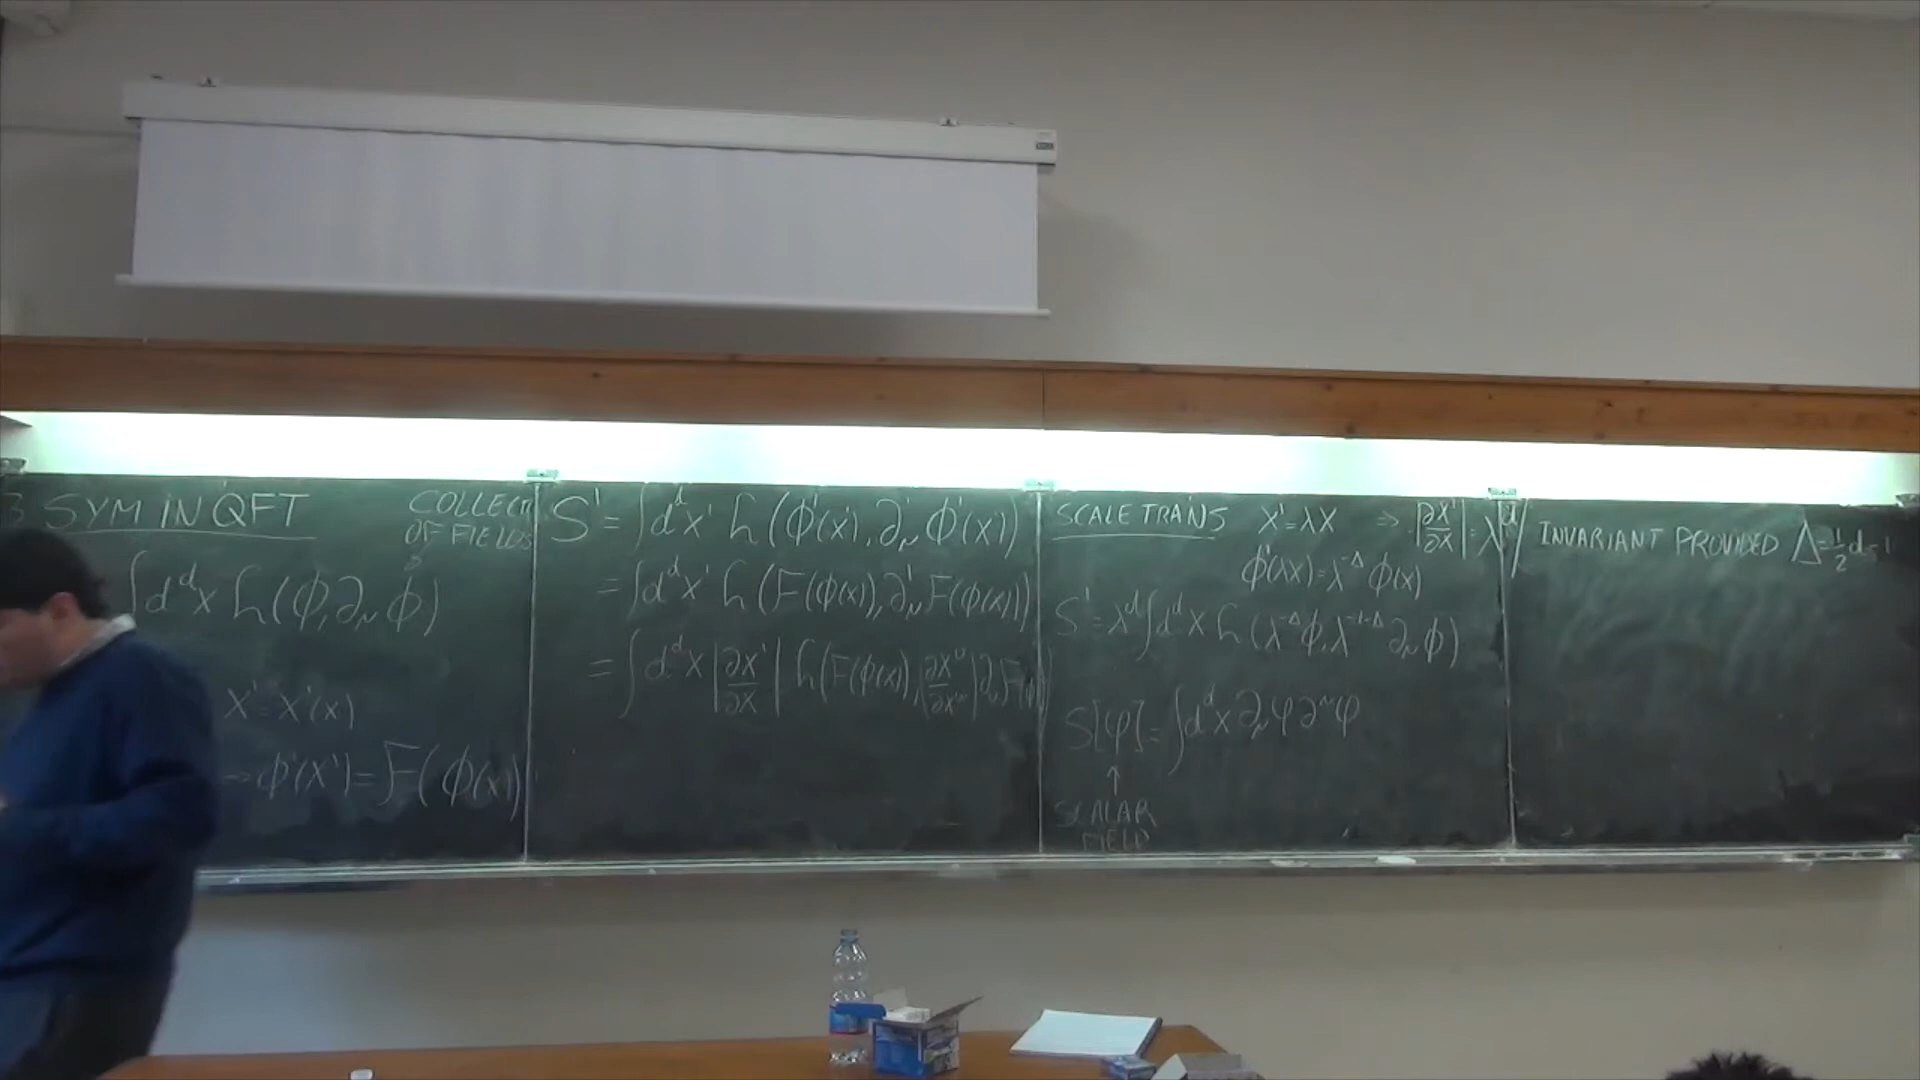 3 SYM IN QFT
COLLECT
OF FIELDS
∫d^d x L(ϕ, ∂_μ ϕ)
x' = x'(x)
→ ϕ'(x') = F(ϕ(x))
S' = ∫d^d x' L(ϕ'(x'), ∂'_μ ϕ'(x'))
= ∫d^d x' L(F(ϕ(x)), ∂'_μ F(ϕ(x)))
= ∫d^d x |∂x'/∂x| L(F(ϕ(x)), (∂x^ν/∂x'^μ) ∂_ν F(ϕ
SCALE TRANS x' = λx ⇒ |∂x'/∂x| = λ^d
ϕ'(λx) = λ^-Δ ϕ(x)
S' = λ^d ∫d^d x L(λ^-Δ ϕ, λ^-1-Δ ∂_μ ϕ)
S[φ] = ∫d^d x ∂_μ φ ∂^μ φ
↑
SCALAR
FIELD
INVARIANT PROVIDED Δ = 1/2 d - 1